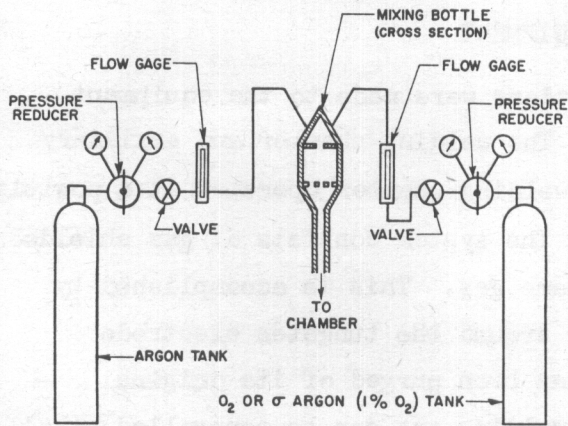 MIXING BOTTLE
(CROSS SECTION)
FLOW GAGE
FLOW GAGE
PRESSURE
REDUCER
PRESSURE
REDUCER
VALVE
VALVE
TO
CHAMBER
ARGON TANK
O₂ OR σ ARGON (1% O₂) TANK